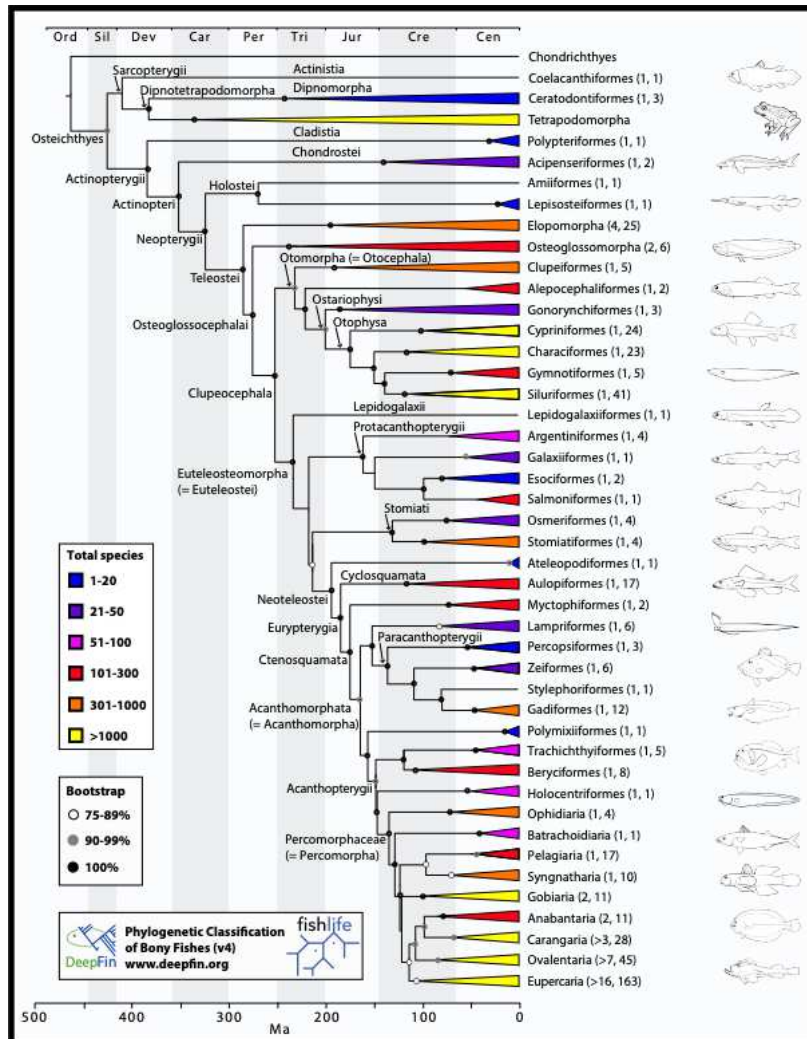 Ord Sil Dev Car Per Tri Jur Cre Cen
Chondrichthyes
Sarcopterygii
Actinistia
Coelacanthiformes (1, 1)
Dipnotetrapodomorpha
Dipnomorpha
Ceratodontiformes (1, 3)
Tetrapodomorpha
Osteichthyes
Cladistia
Polypteriformes (1, 1)
Chondrostei
Acipenseriformes (1, 2)
Actinopterygii
Holostei
Amiiformes (1, 1)
Actinopteri
Lepisosteiformes (1, 1)
Elopomorpha (4, 25)
Neopterygii
Osteoglossomorpha (2, 6)
Otomorpha (= Otocephala)
Clupeiformes (1, 5)
Teleostei
Alepocephaliformes (1, 2)
Ostariophysi
Gonorynchiformes (1, 3)
Osteoglossocephalai
Otophysa
Cypriniformes (1, 24)
Characiformes (1, 23)
Clupeocephala
Gymnotiformes (1, 5)
Siluriformes (1, 41)
Lepidogalaxii
Lepidogalaxiiformes (1, 1)
Protacanthopterygii
Argentiniformes (1, 4)
Euteleosteomorpha
(= Euteleostei)
Galaxiiformes (1, 1)
Esociformes (1, 2)
Salmoniformes (1, 1)
Stomiati
Osmeriformes (1, 4)
Stomiatiformes (1, 4)
Ateleopodiformes (1, 1)
Neoteleostei
Cyclosquamata
Aulopiformes (1, 17)
Eurypterygia
Myctophiformes (1, 2)
Ctenosquamata
Lampriformes (1, 6)
Paracanthopterygii
Percopsiformes (1, 3)
Zeiformes (1, 6)
Stylephoriformes (1, 1)
Acanthomorphata
(= Acanthomorpha)
Gadiformes (1, 12)
Polymixiiformes (1, 1)
Trachichthyiformes (1, 5)
Beryciformes (1, 8)
Acanthopterygii
Holocentriformes (1, 1)
Ophidiaria (1, 4)
Percomorphaceae
(= Percomorpha)
Batrachoidiaria (1, 1)
Pelagiaria (1, 17)
Syngnatharia (1, 10)
Gobiaria (2, 11)
Anabantaria (2, 11)
Carangaria (>3, 28)
Ovalentaria (>7, 45)
Eupercaria (>16, 163)
Total species
1-20
21-50
51-100
101-300
301-1000
>1000
Bootstrap
75-89%
90-99%
100%
DeepFin
Phylogenetic Classification
of Bony Fishes (v4)
www.deepfin.org
fishlife
500 400 300 200 100 0
Ma